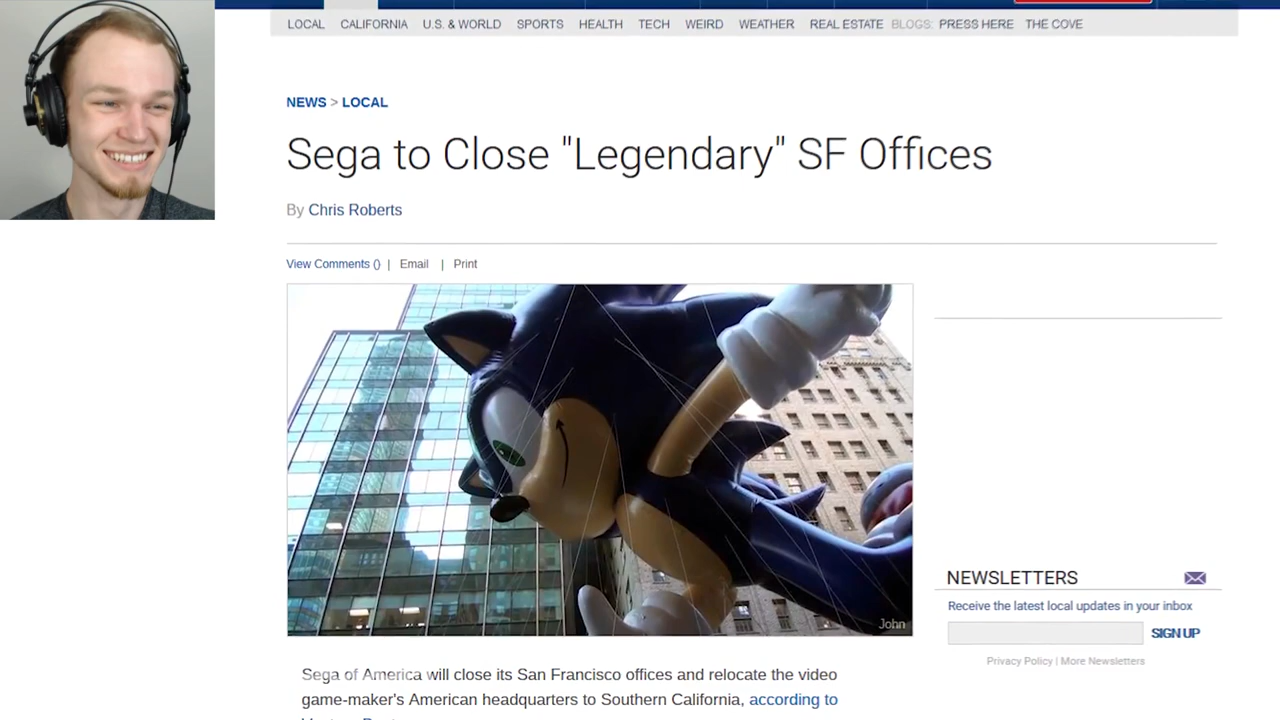 LOCAL CALIFORNIA U.S. & WORLD SPORTS HEALTH TECH WEIRD WEATHER REAL ESTATE BLOGS: PRESS HERE THE COVE
NEWS > LOCAL
Sega to Close "Legendary" SF Offices
By Chris Roberts
View Comments () | Email | Print
John
NEWSLETTERS
Receive the latest local updates in your inbox
SIGN UP
Privacy Policy | More Newsletters
Sega of America will close its San Francisco offices and relocate the video
game-maker's American headquarters to Southern California, according to